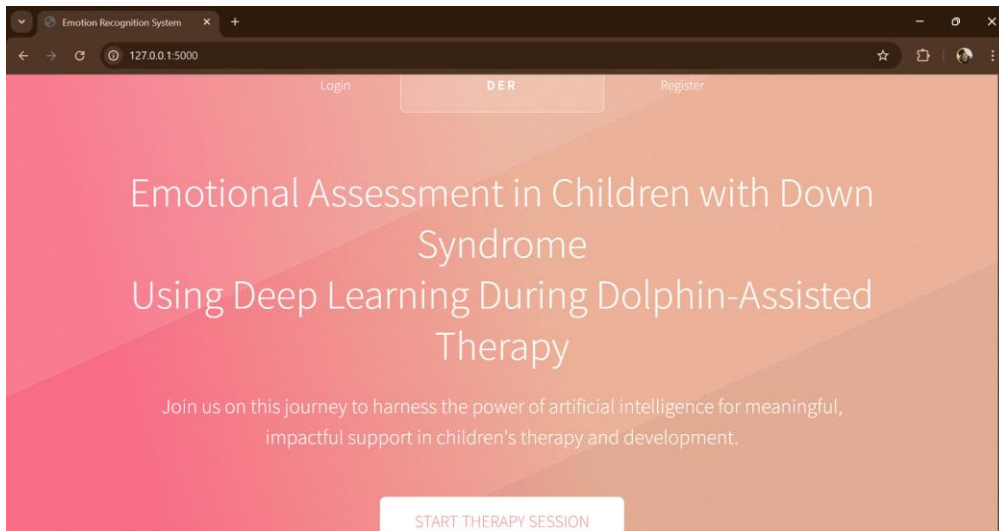 Emotion Recognition System
127.0.0.1:5000
Login DER Register
Emotional Assessment in Children with Down
Syndrome
Using Deep Learning During Dolphin-Assisted
Therapy
Join us on this journey to harness the power of artificial intelligence for meaningful,
impactful support in children's therapy and development.
START THERAPY SESSION